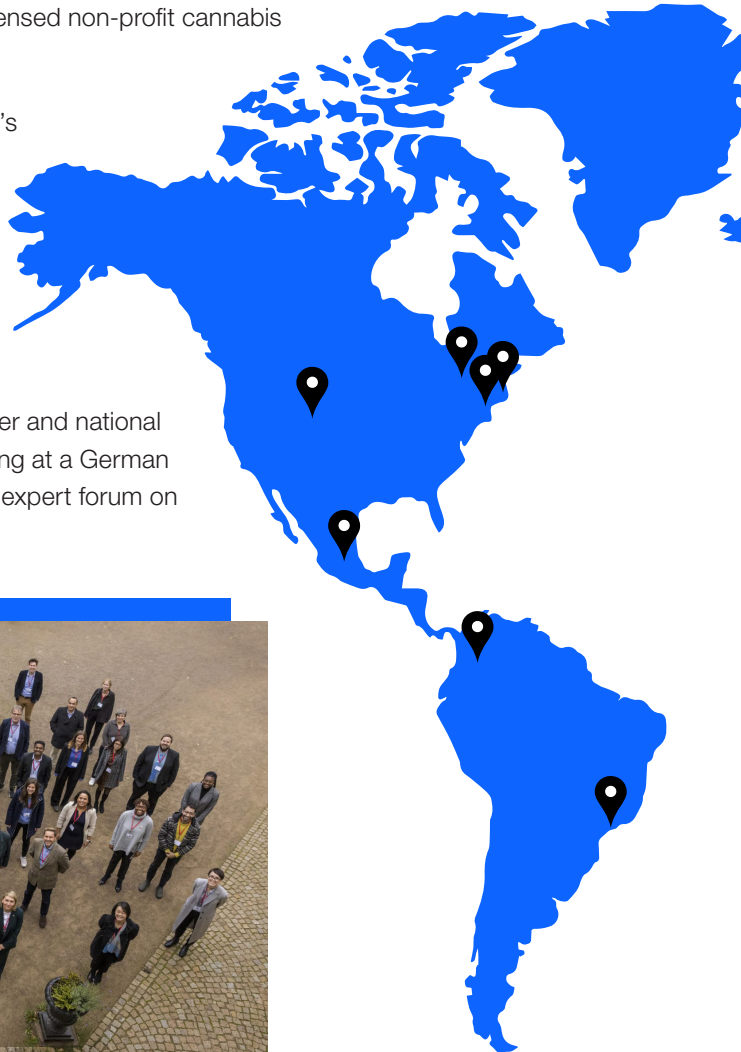 ensed non-profit cannabis
’s
er and national
ng at a German
expert forum on